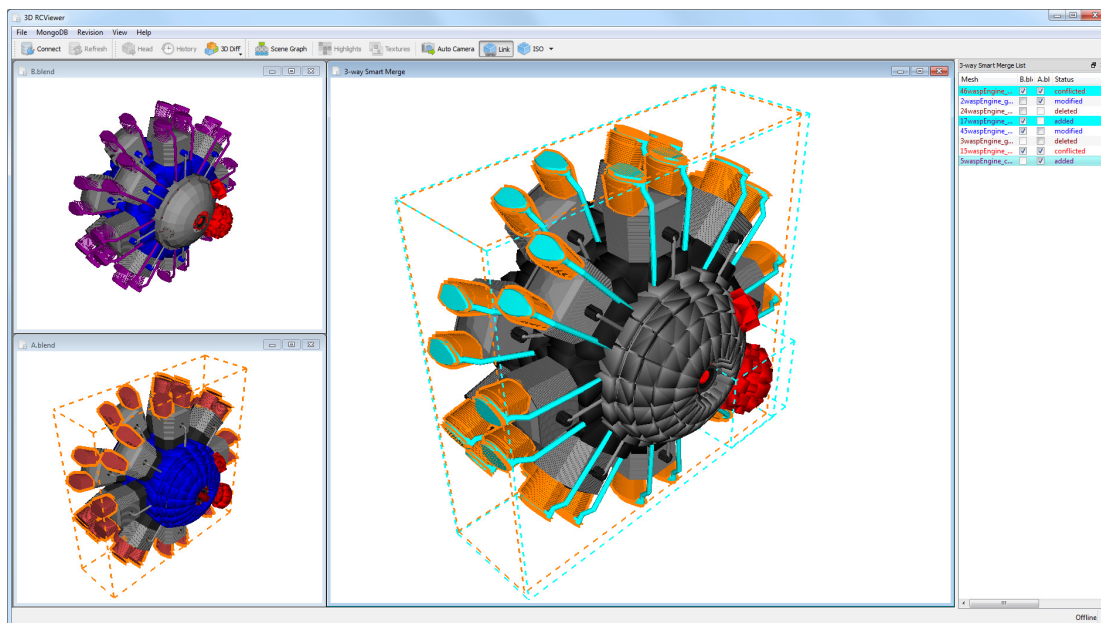 3D RCViewer
File MongoDB Revision View Help
Connect Refresh Head History 3D Diff Scene Graph Highlights Textures Auto Camera Link ISO
B.blend
3-way Smart Merge
3-way Smart Merge List
Mesh B.bl A.bl Status
46waspEngine_... conflicted
2waspEngine_g... modified
24waspEngine_... deleted
17waspEngine_... added
45waspEngine_... modified
3waspEngine_g... deleted
15waspEngine_... conflicted
5waspEngine_c... added
A.blend
Offline